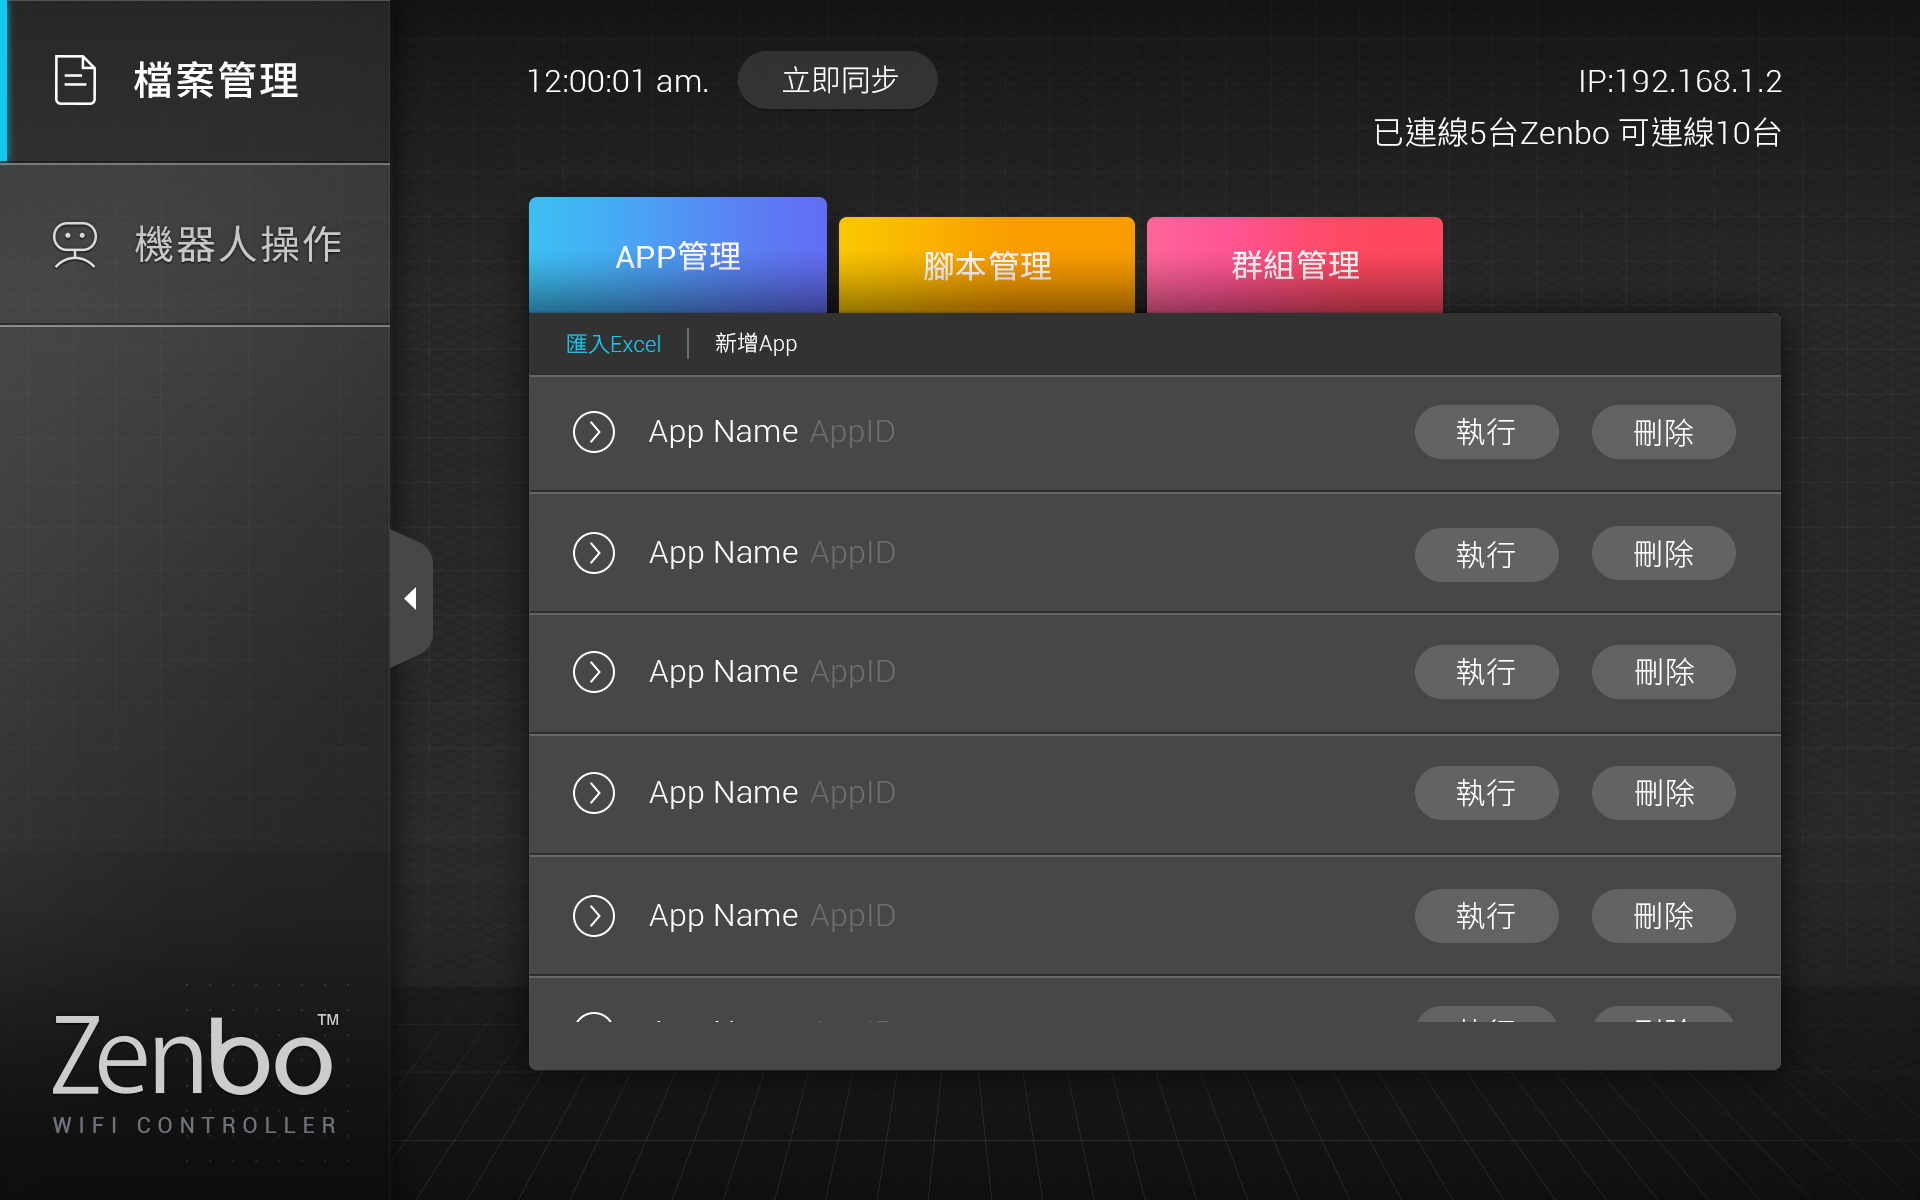 檔案管理
機器人操作
Zenbo™
WIFI CONTROLLER
12:00:01 am. 立即同步
IP:192.168.1.2
已連線5台Zenbo 可連線10台
APP管理 腳本管理 群組管理
匯入Excel 新增App
App Name AppID 執行 刪除
App Name AppID 執行 刪除
App Name AppID 執行 刪除
App Name AppID 執行 刪除
App Name AppID 執行 刪除